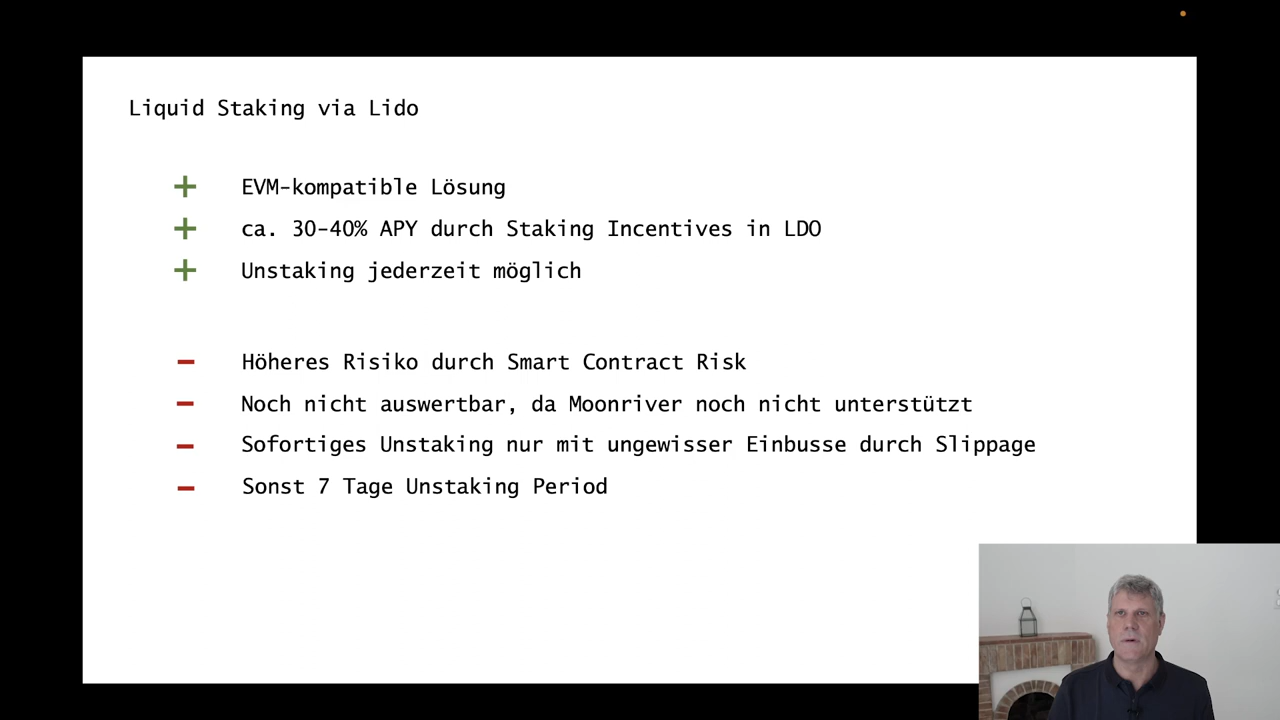 Liquid Staking via Lido
+ EVM-kompatible Lösung
+ ca. 30-40% APY durch Staking Incentives in LDO
+ Unstaking jederzeit möglich
- Höheres Risiko durch Smart Contract Risk
- Noch nicht auswertbar, da Moonriver noch nicht unterstützt
- Sofortiges Unstaking nur mit ungewisser Einbusse durch Slippage
- Sonst 7 Tage Unstaking Period